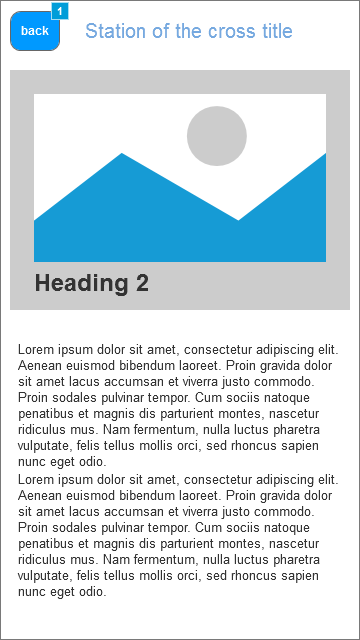 back
1
Station of the cross title
Heading 2
Lorem ipsum dolor sit amet, consectetur adipiscing elit.
Aenean euismod bibendum laoreet. Proin gravida dolor
sit amet lacus accumsan et viverra justo commodo.
Proin sodales pulvinar tempor. Cum sociis natoque
penatibus et magnis dis parturient montes, nascetur
ridiculus mus. Nam fermentum, nulla luctus pharetra
vulputate, felis tellus mollis orci, sed rhoncus sapien
nunc eget odio.
Lorem ipsum dolor sit amet, consectetur adipiscing elit.
Aenean euismod bibendum laoreet. Proin gravida dolor
sit amet lacus accumsan et viverra justo commodo.
Proin sodales pulvinar tempor. Cum sociis natoque
penatibus et magnis dis parturient montes, nascetur
ridiculus mus. Nam fermentum, nulla luctus pharetra
vulputate, felis tellus mollis orci, sed rhoncus sapien
nunc eget odio.